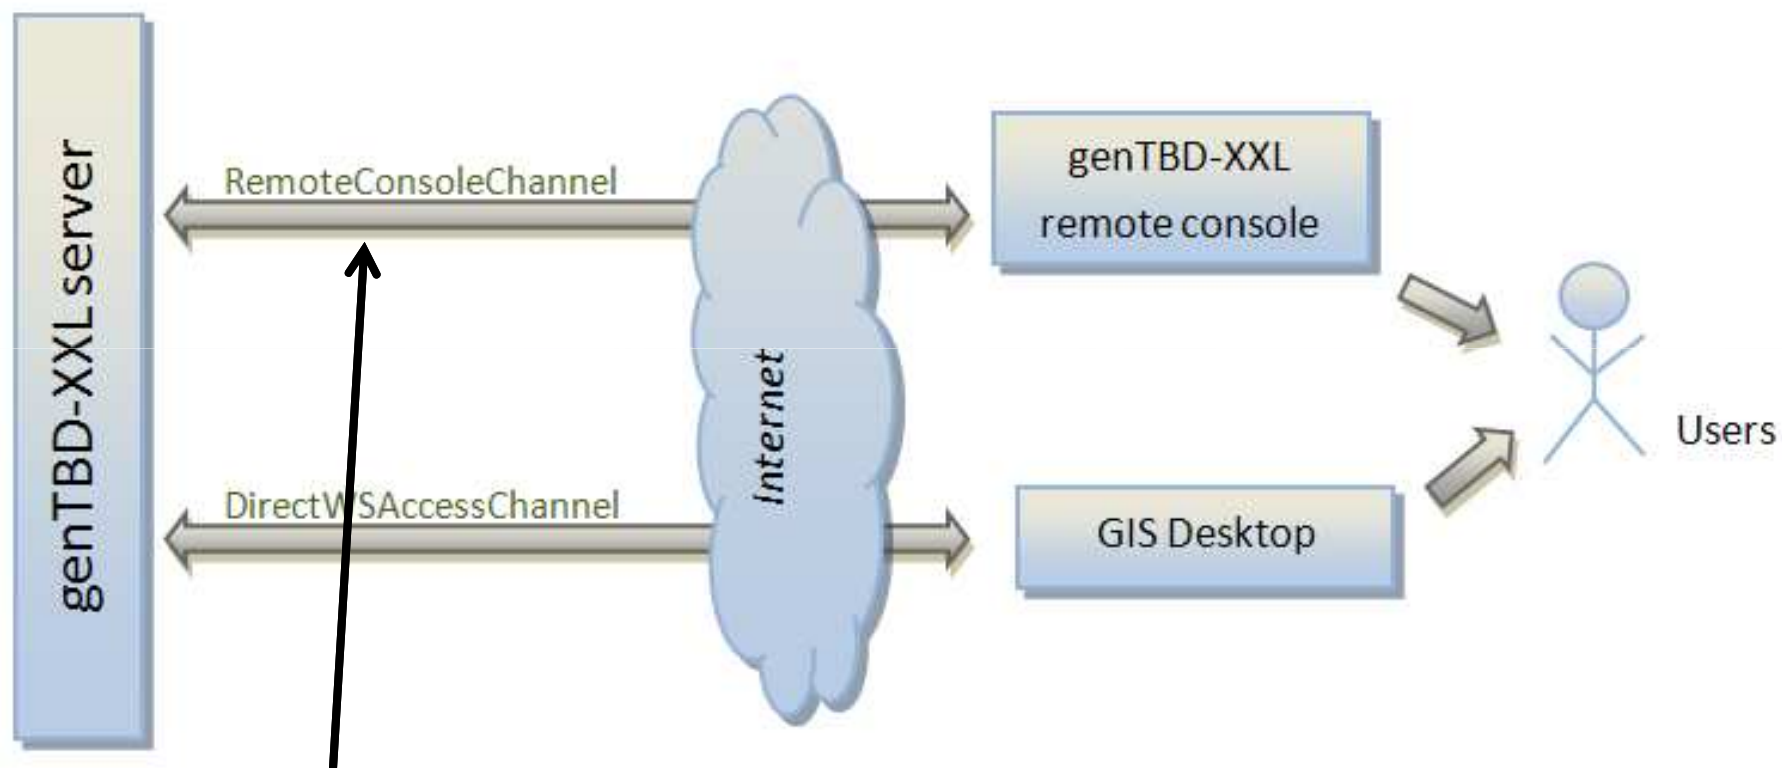 genTBD-XXL server
RemoteConsoleChannel
DirectWSAccessChannel
Internet
genTBD-XXL
remote console
GIS Desktop
Users